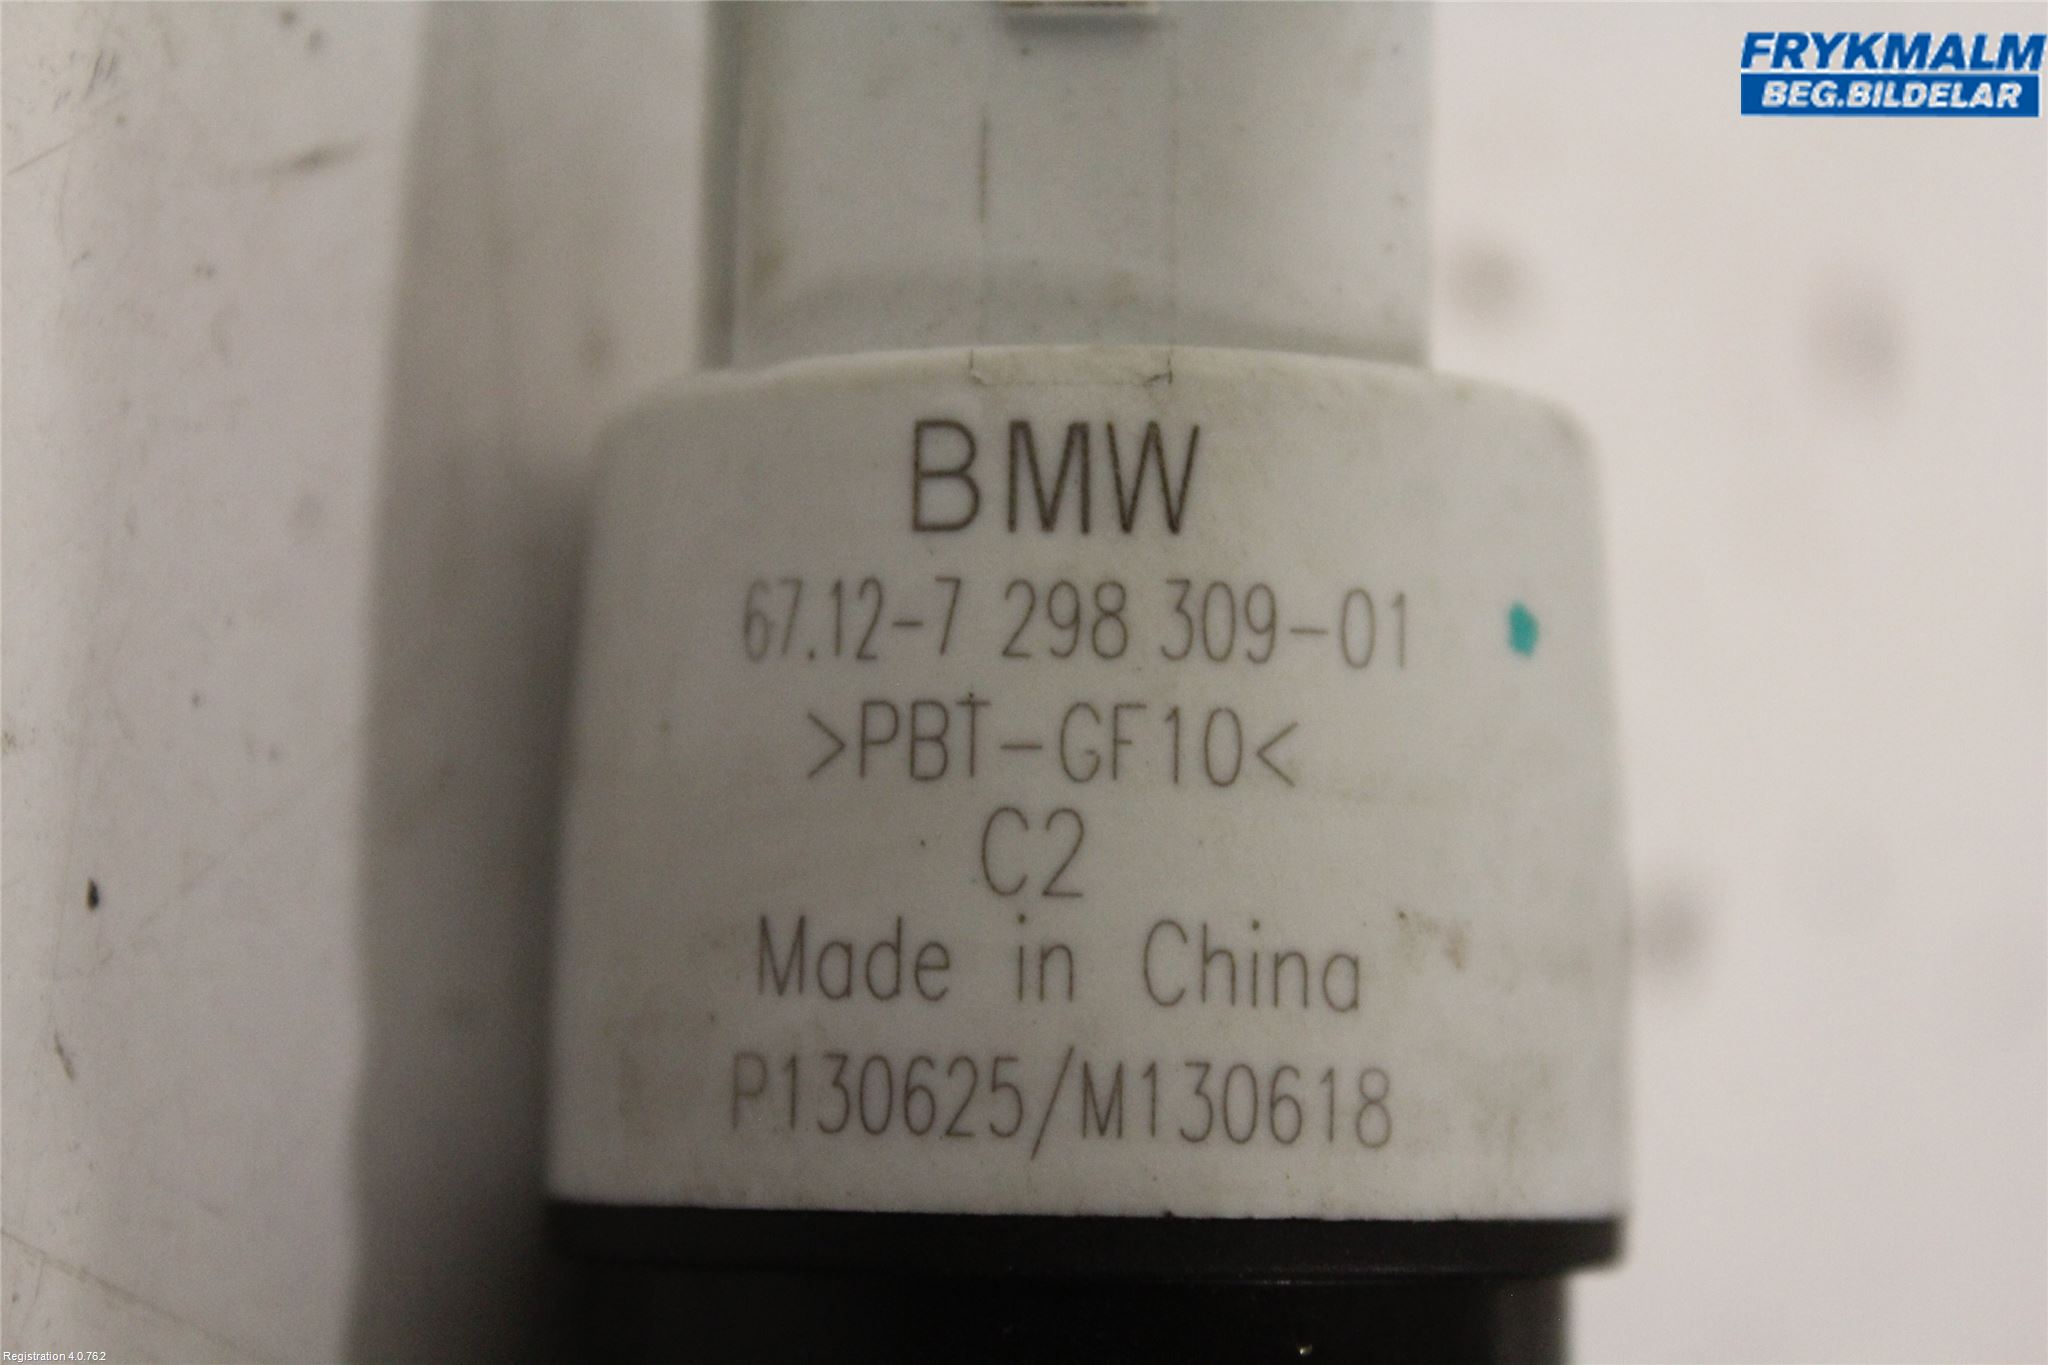 FRYKMALM
BEG.BILDELAR
BMW
67.12-7 298 309-01
>PBT-GF10<
C2
Made in China
P130625/M130618
Registration 4.0.762